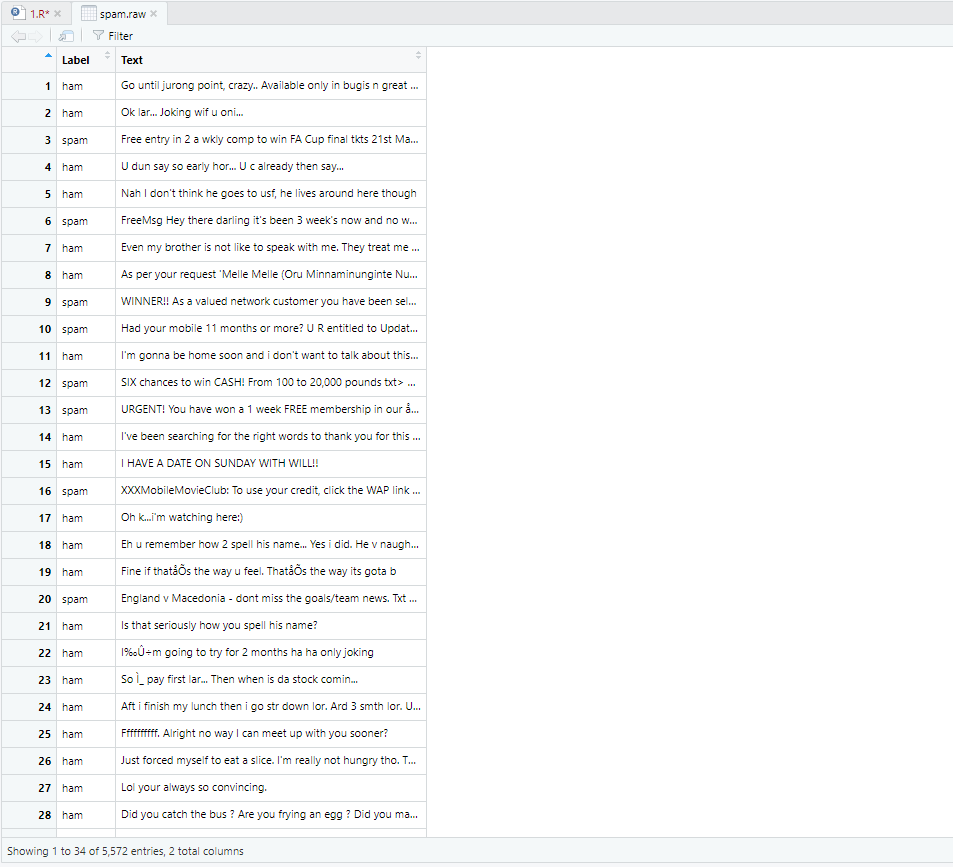 1.R*
spam.raw
Filter
Label Text
1 ham Go until jurong point, crazy.. Available only in bugis n great ...
2 ham Ok lar... Joking wif u oni...
3 spam Free entry in 2 a wkly comp to win FA Cup final tkts 21st Ma...
4 ham U dun say so early hor... U c already then say...
5 ham Nah I don't think he goes to usf, he lives around here though
6 spam FreeMsg Hey there darling it's been 3 week's now and no w...
7 ham Even my brother is not like to speak with me. They treat me ...
8 ham As per your request 'Melle Melle (Oru Minnaminunginte Nu...
9 spam WINNER!! As a valued network customer you have been sel...
10 spam Had your mobile 11 months or more? U R entitled to Updat...
11 ham I'm gonna be home soon and i don't want to talk about this...
12 spam SIX chances to win CASH! From 100 to 20,000 pounds txt> ...
13 spam URGENT! You have won a 1 week FREE membership in our å...
14 ham I've been searching for the right words to thank you for this ...
15 ham I HAVE A DATE ON SUNDAY WITH WILL!!
16 spam XXXMobileMovieClub: To use your credit, click the WAP link ...
17 ham Oh k...i'm watching here:)
18 ham Eh u remember how 2 spell his name... Yes i did. He v naugh...
19 ham Fine if thatåÕs the way u feel. ThatåÕs the way its gota b
20 spam England v Macedonia - dont miss the goals/team news. Txt ...
21 ham Is that seriously how you spell his name?
22 ham I‰Û÷m going to try for 2 months ha ha only joking
23 ham So Ì_ pay first lar... Then when is da stock comin...
24 ham Aft i finish my lunch then i go str down lor. Ard 3 smth lor. U...
25 ham Ffffffffff. Alright no way I can meet up with you sooner?
26 ham Just forced myself to eat a slice. I'm really not hungry tho. T...
27 ham Lol your always so convincing.
28 ham Did you catch the bus ? Are you frying an egg ? Did you ma...
Showing 1 to 34 of 5,572 entries, 2 total columns